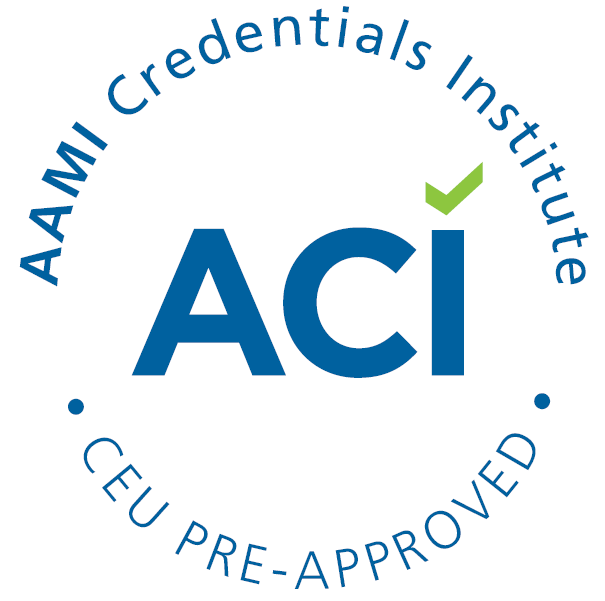 AAMI Credentials Institute
ACI
CEU PRE-APPROVED